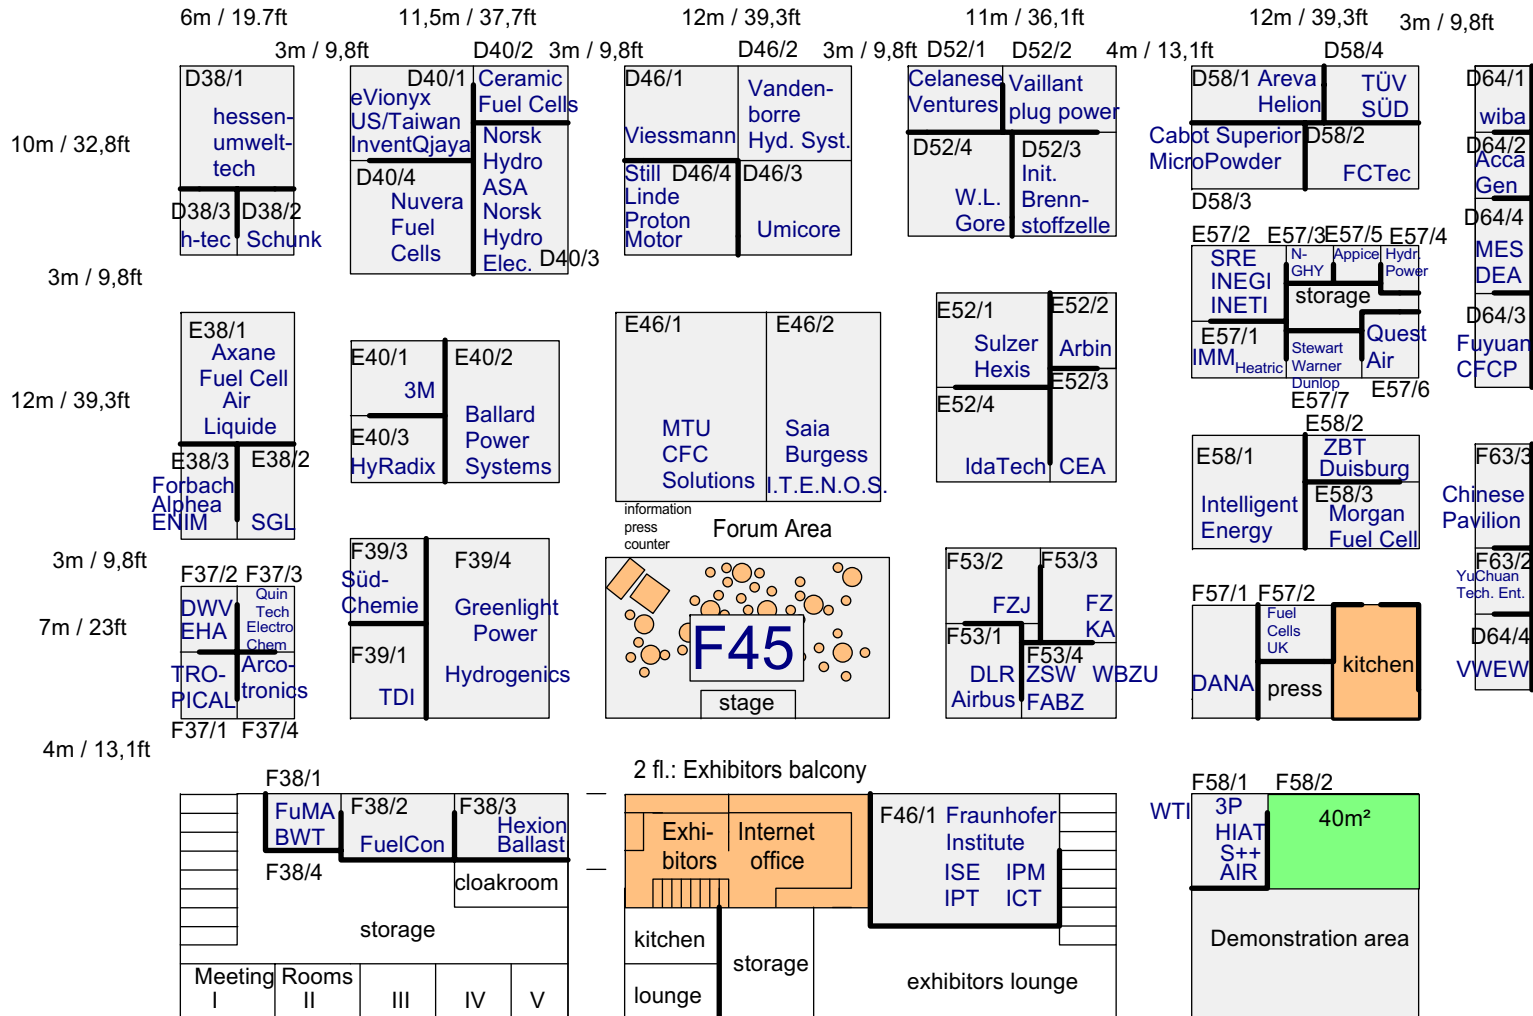 6m / 19.7ft
11,5m / 37,7ft
12m / 39,3ft
11m / 36,1ft
12m / 39,3ft
3m / 9,8ft
3m / 9,8ft
D40/2
3m / 9,8ft
D46/2
3m / 9,8ft
D52/1
D52/2
4m / 13,1ft
D58/4
10m / 32,8ft
D38/1
hessen-
umwelt-
tech
D38/3
h-tec
D38/2
Schunk
D40/1
eVionyx
US/Taiwan
InventQjaya
Ceramic
Fuel Cells
D40/4
Nuvera
Fuel
Cells
Norsk
Hydro
ASA
Norsk
Hydro
Elec.
D40/3
D46/1
Viessmann
Vanden-
borre
Hyd. Syst.
Still
Linde
Proton
Motor
D46/4
D46/3
Umicore
Celanese
Ventures
Vaillant
plug power
D52/4
W.L.
Gore
D52/3
Init.
Brenn-
stoffzelle
D58/1
Areva
Helion
TÜV
SÜD
Cabot Superior
MicroPowder
D58/2
FCTec
D58/3
D64/1
wiba
D64/2
Acca
Gen
D64/4
MES
DEA
D64/3
Fuyuan
CFCP
3m / 9,8ft
E57/2
E57/3
E57/5
E57/4
SRE
INEGI
INETI
N-
GHY
Appice
Hydr.
Power
storage
E57/1
IMM
Heatric
Stewart
Warner
Dunlop
Quest
Air
E57/6
E57/7
12m / 39,3ft
E38/1
Axane
Fuel Cell
Air
Liquide
E38/3
Forbach
Alphea
ENIM
E38/2
SGL
E40/1
3M
E40/2
Ballard
Power
Systems
E40/3
HyRadix
E46/1
MTU
CFC
Solutions
E46/2
Saia
Burgess
I.T.E.N.O.S.
E52/1
Sulzer
Hexis
E52/2
Arbin
E52/3
CEA
E52/4
IdaTech
E58/1
Intelligent
Energy
E58/2
ZBT
Duisburg
E58/3
Morgan
Fuel Cell
F63/3
Chinese
Pavilion
F63/2
YuChuan
Tech. Ent.
D64/4
VWEW
3m / 9,8ft
7m / 23ft
F37/2
F37/3
DWV
EHA
Quin
Tech
Electro
Chem
TRO-
PICAL
Arco-
tronics
F37/1
F37/4
F39/3
Süd-
Chemie
F39/4
Greenlight
Power
Hydrogenics
F39/1
TDI
information
press
counter
Forum Area
F45
stage
F53/2
FZJ
F53/3
FZ
KA
F53/1
DLR
Airbus
F53/4
ZSW
FABZ
WBZU
F57/1
F57/2
DANA
Fuel
Cells
UK
press
kitchen
4m / 13,1ft
F38/1
FuMA
BWT
F38/4
F38/2
FuelCon
F38/3
Hexion
Ballast
cloakroom
storage
Meeting Rooms
I
II
III
IV
V
2 fl.: Exhibitors balcony
Exhi-
bitors
Internet
office
kitchen
lounge
storage
F46/1
Fraunhofer
Institute
ISE
IPM
IPT
ICT
exhibitors lounge
F58/1
F58/2
WTI
3P
HIAT
S++
AIR
40m²
Demonstration area